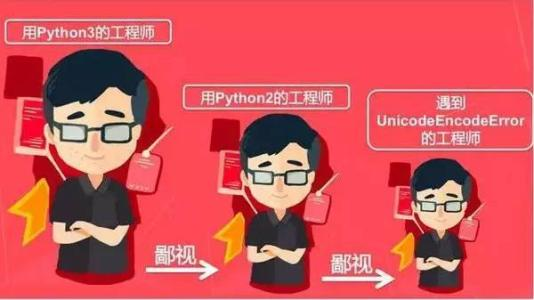 用Python3的工程师
用Python2的工程师
遇到
UnicodeEncodeError
的工程师
鄙视
鄙视